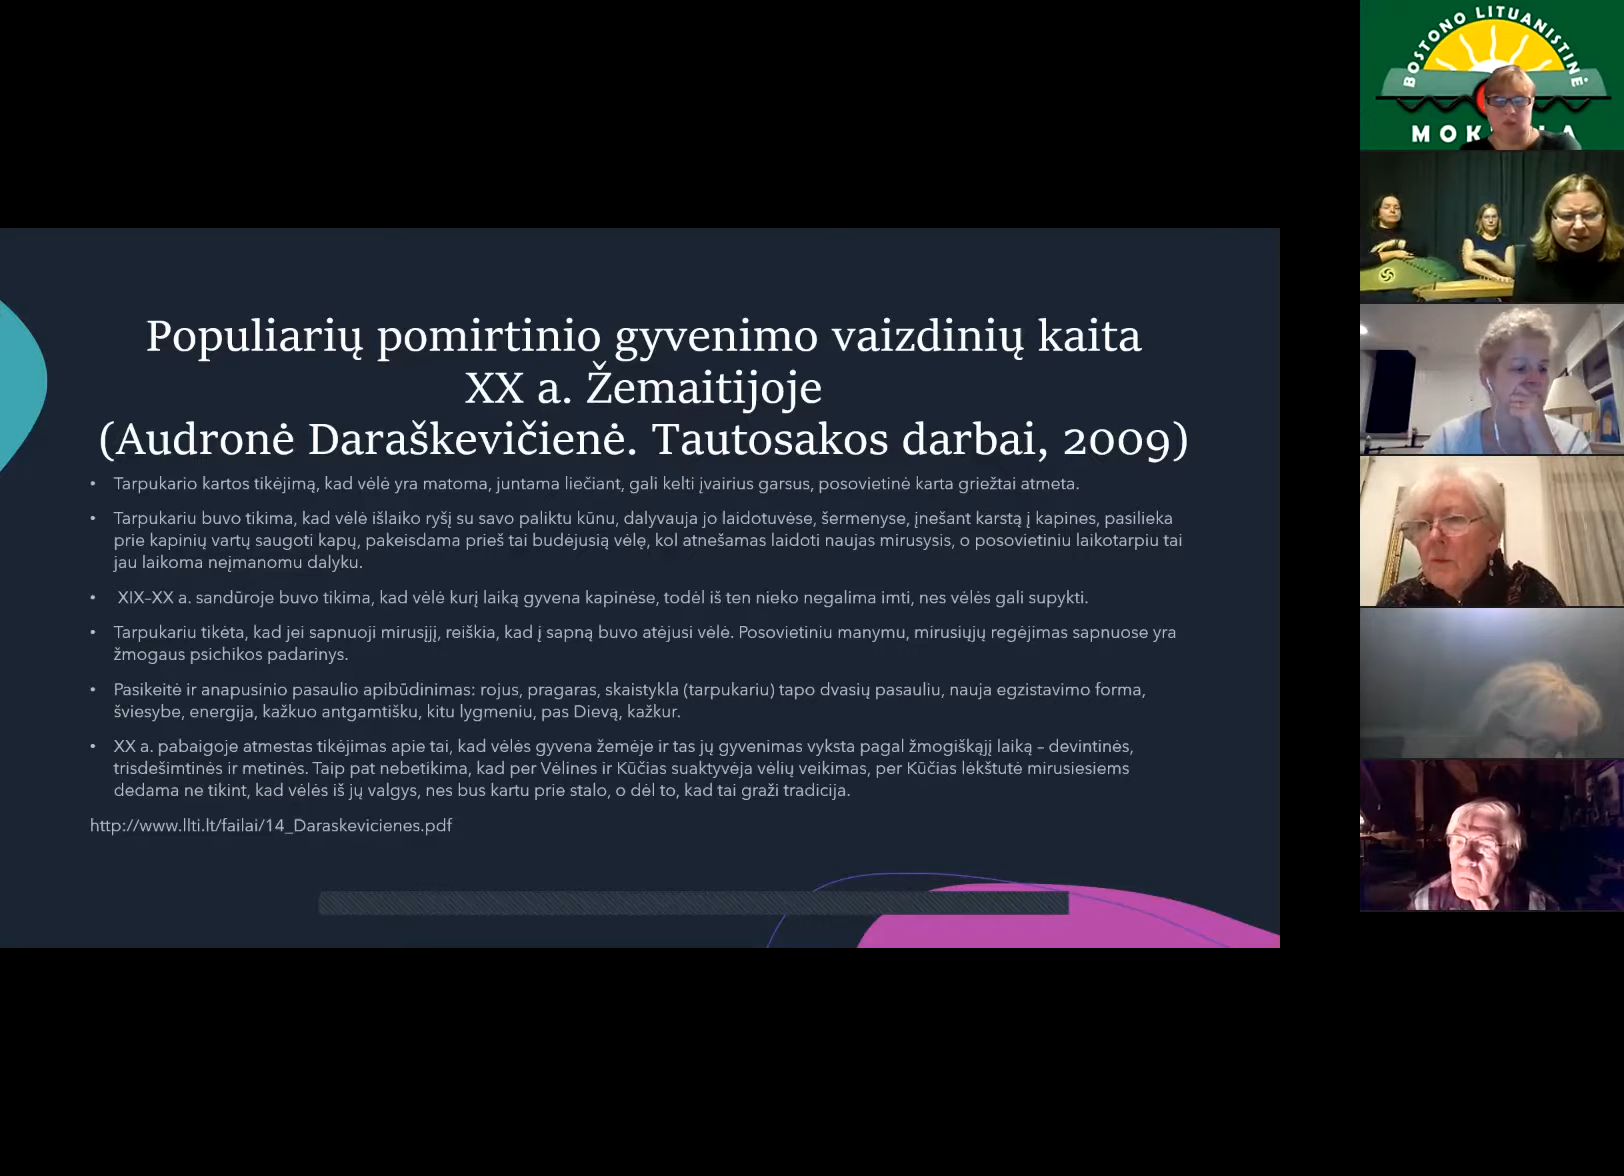 Populiarių pomirtinio gyvenimo vaizdinių kaita
XX a. Žemaitijoje
(Audronė Daraškevičienė. Tautosakos darbai, 2009)
• Tarpukario kartos tikėjimą, kad vėlė yra matoma, juntama liečiant, gali kelti įvairius garsus, posovietinė karta griežtai atmeta.
• Tarpukariu buvo tikima, kad vėlė išlaiko ryšį su savo paliktu kūnu, dalyvauja jo laidotuvėse, šermenyse, įnešant karstą į kapines, pasilieka
prie kapinių vartų saugoti kapų, pakeisdama prieš tai budėjusią vėlę, kol atnešamas laidoti naujas mirusysis, o posovietiniu laikotarpiu tai
jau laikoma neįmanomu dalyku.
• XIX–XX a. sandūroje buvo tikima, kad vėlė kurį laiką gyvena kapinėse, todėl iš ten nieko negalima imti, nes vėlės gali supykti.
• Tarpukariu tikėta, kad jei sapnuoji mirusįjį, reiškia, kad į sapną buvo atėjusi vėlė. Posovietiniu manymu, mirusiųjų regėjimas sapnuose yra
žmogaus psichikos padarinys.
• Pasikeitė ir anapusinio pasaulio apibūdinimas: rojus, pragaras, skaistykla (tarpukariu) tapo dvasių pasauliu, nauja egzistavimo forma,
šviesybe, energija, kažkuo antgamtišku, kitu lygmeniu, pas Dievą, kažkur.
• XX a. pabaigoje atmestas tikėjimas apie tai, kad vėlės gyvena žemėje ir tas jų gyvenimas vyksta pagal žmogiškąjį laiką – devintinės,
trisdešimtinės ir metinės. Taip pat nebetikima, kad per Vėlines ir Kūčias suaktyvėja vėlių veikimas, per Kūčias lėkštutė mirusiesiems
dedama ne tikint, kad vėlės iš jų valgys, nes bus kartu prie stalo, o dėl to, kad tai graži tradicija.
http://www.llti.lt/failai/14_Daraskevicienes.pdf
BOSTONO LITUANISTINĖ